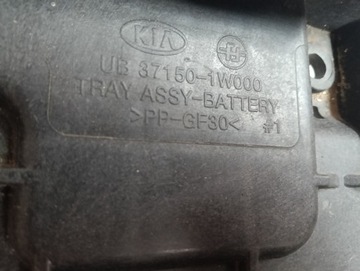 KIA
UB 37150-1W000
TRAY ASSY-BATTERY
>PP-GF30< #1